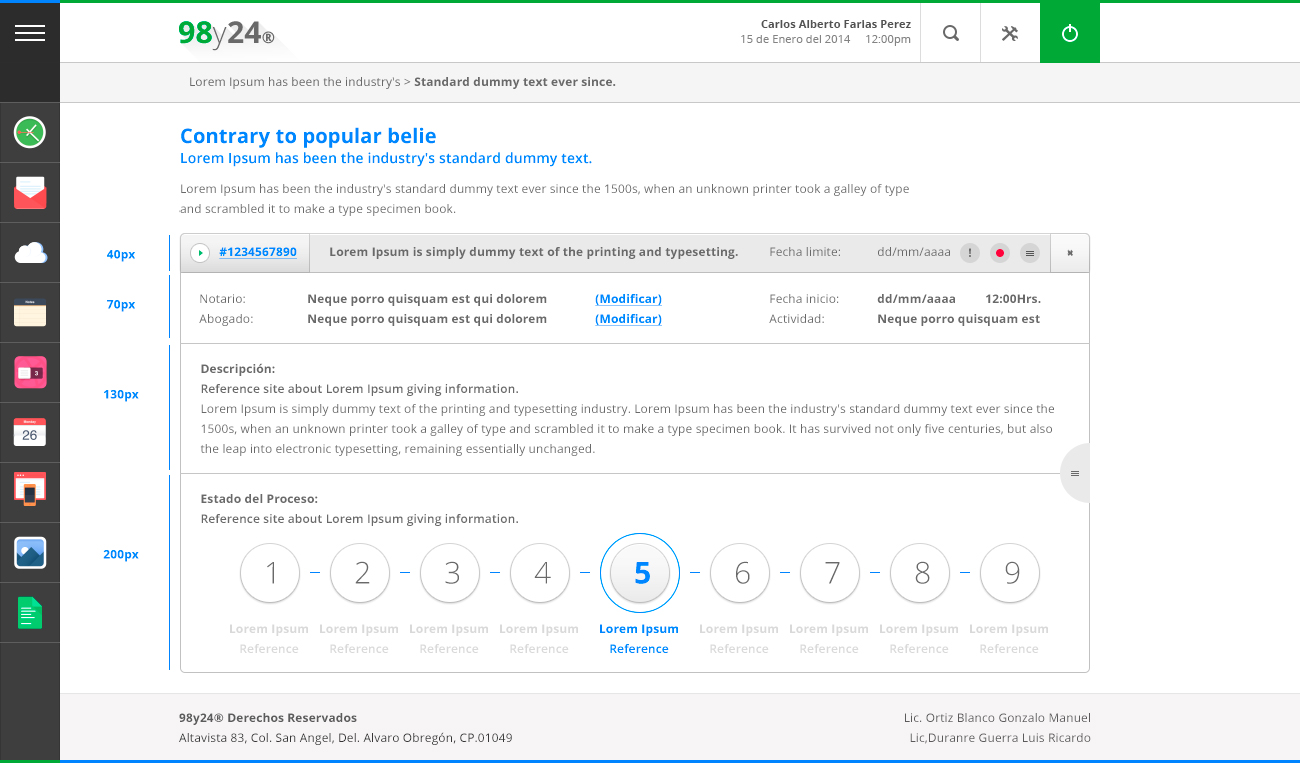 98y24®
Carlos Alberto Farlas Perez
15 de Enero del 2014 12:00pm
Lorem Ipsum has been the industry's > Standard dummy text ever since.
Contrary to popular belie
Lorem Ipsum has been the industry's standard dummy text.
Lorem Ipsum has been the industry's standard dummy text ever since the 1500s, when an unknown printer took a galley of type
and scrambled it to make a type specimen book.
40px
#1234567890 Lorem Ipsum is simply dummy text of the printing and typesetting. Fecha limite: dd/mm/aaaa !
70px
Notario: Neque porro quisquam est qui dolorem (Modificar) Fecha inicio: dd/mm/aaaa 12:00Hrs.
Abogado: Neque porro quisquam est qui dolorem (Modificar) Actividad: Neque porro quisquam est
Notes
3
130px
Descripción:
Reference site about Lorem Ipsum giving information.
Lorem Ipsum is simply dummy text of the printing and typesetting industry. Lorem Ipsum has been the industry's standard dummy text ever since the
1500s, when an unknown printer took a galley of type and scrambled it to make a type specimen book. It has survived not only five centuries, but also
the leap into electronic typesetting, remaining essentially unchanged.
Monday
26
200px
Estado del Proceso:
Reference site about Lorem Ipsum giving information.
1 – 2 – 3 – 4 – 5 – 6 – 7 – 8 – 9
Lorem Ipsum Lorem Ipsum Lorem Ipsum Lorem Ipsum Lorem Ipsum Lorem Ipsum Lorem Ipsum Lorem Ipsum Lorem Ipsum
Reference Reference Reference Reference Reference Reference Reference Reference Reference
98y24® Derechos Reservados
Altavista 83, Col. San Angel, Del. Alvaro Obregón, CP.01049
Lic. Ortiz Blanco Gonzalo Manuel
Lic,Duranre Guerra Luis Ricardo